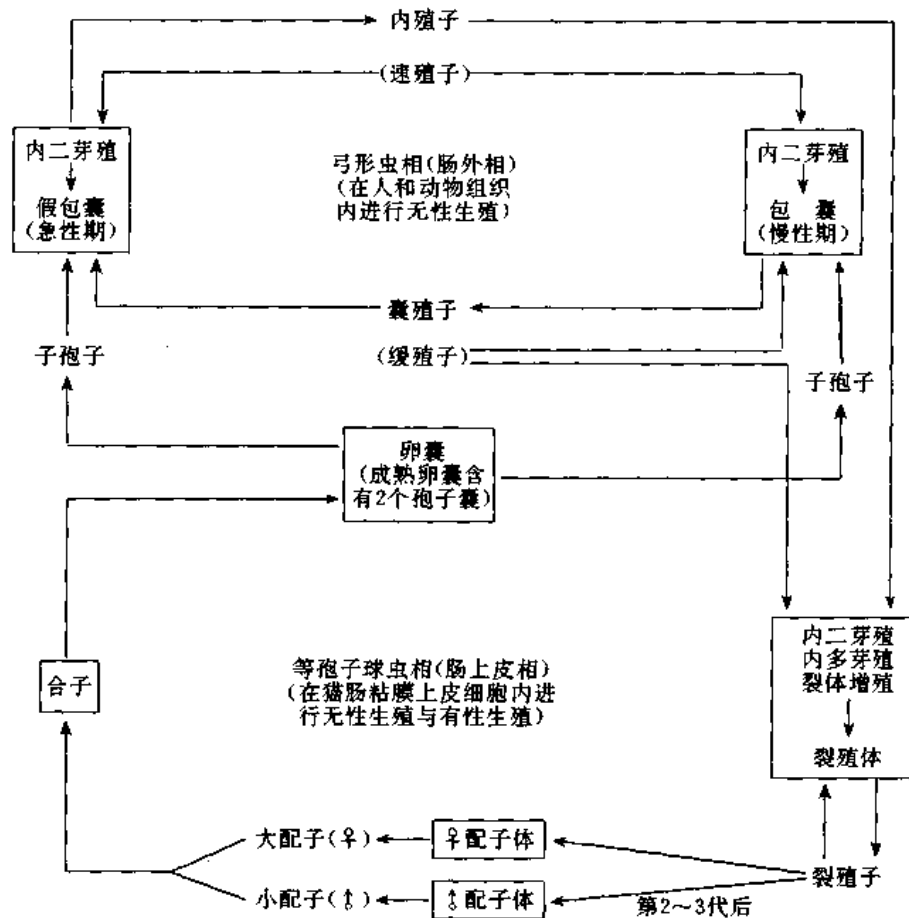 内殖子
(速殖子)
内二芽殖
假包囊
(急性期)
弓形虫相(肠外相)
(在人和动物组织
内进行无性生殖)
内二芽殖
包 囊
(慢性期)
囊殖子
(缓殖子)
子孢子
子孢子
卵囊
(成熟卵囊含
有2个孢子囊)
合子
等孢子球虫相(肠上皮相)
(在猫肠粘膜上皮细胞内进
行无性生殖与有性生殖)
内二芽殖
内多芽殖
裂体增殖
裂殖体
大配子(♀)
♀配子体
裂殖子
小配子(♂)
♂配子体
第2～3代后